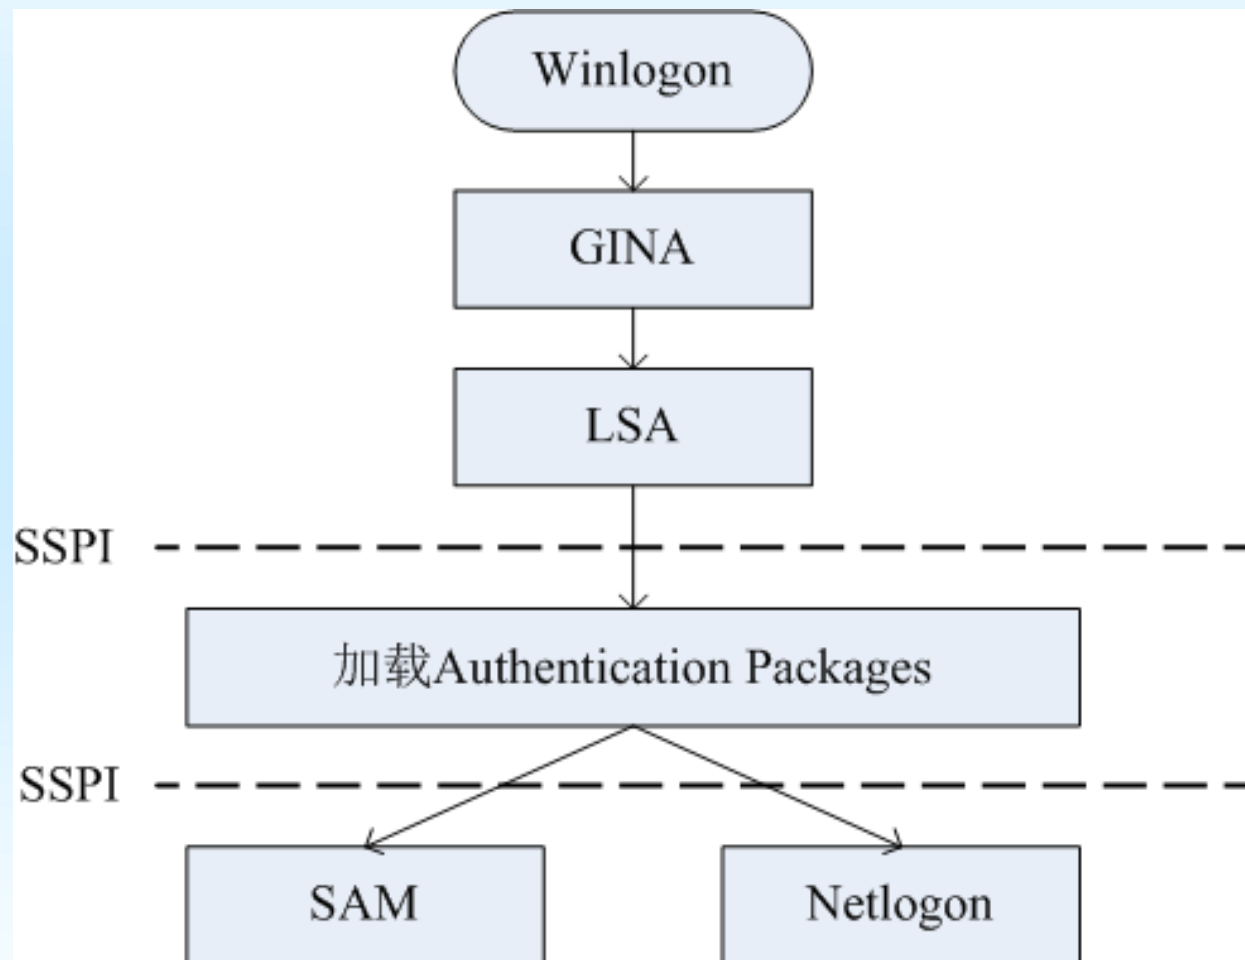 Winlogon
GINA
LSA
SSPI
加载Authentication Packages
SSPI
SAM
Netlogon